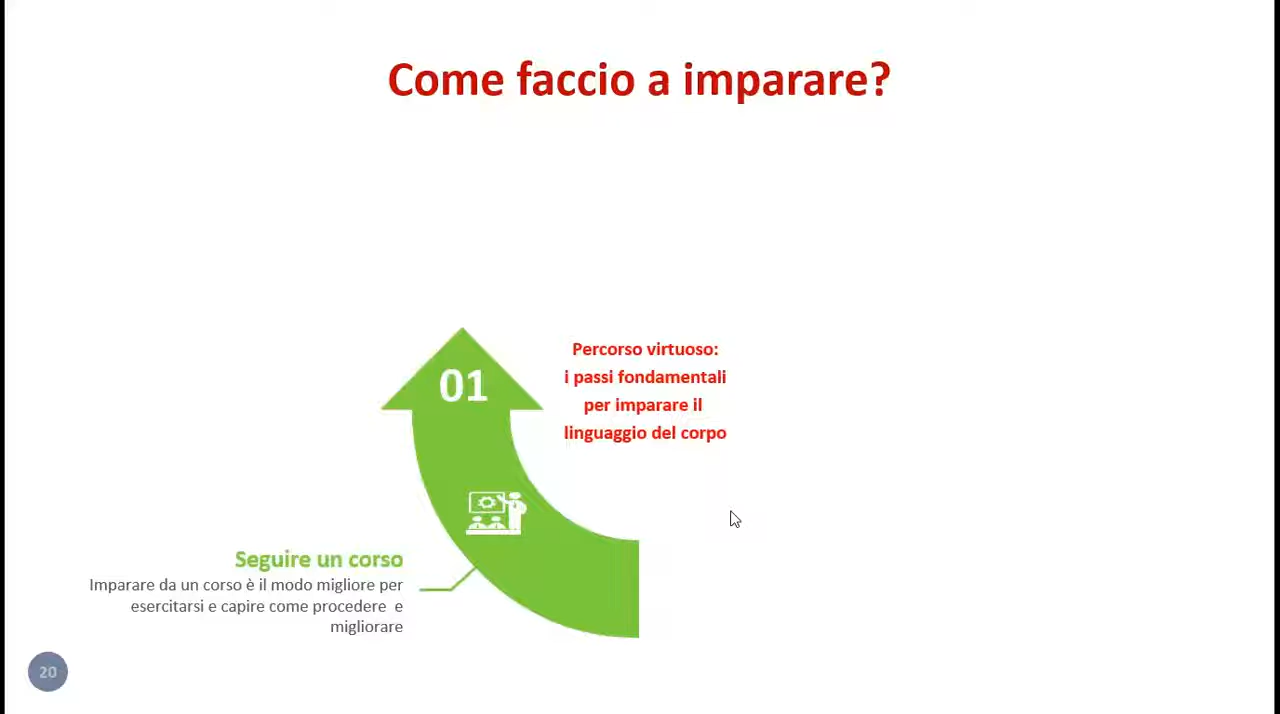 Come faccio a imparare?
01
Percorso virtuoso:
i passi fondamentali
per imparare il
linguaggio del corpo
Seguire un corso
Imparare da un corso è il modo migliore per
esercitarsi e capire come procedere e
migliorare
20